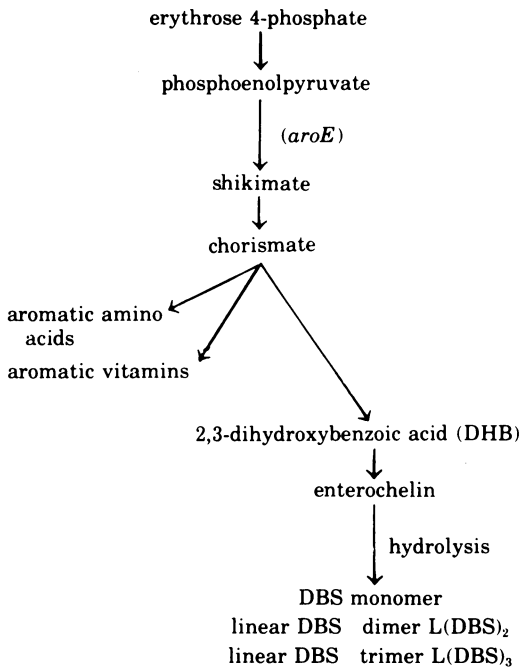 erythrose 4-phosphate
phosphoenolpyruvate
(aroE)
shikimate
chorismate
aromatic amino
acids
aromatic vitamins
2,3-dihydroxybenzoic acid (DHB)
enterochelin
hydrolysis
DBS monomer
linear DBS dimer L(DBS)₂
linear DBS trimer L(DBS)₃